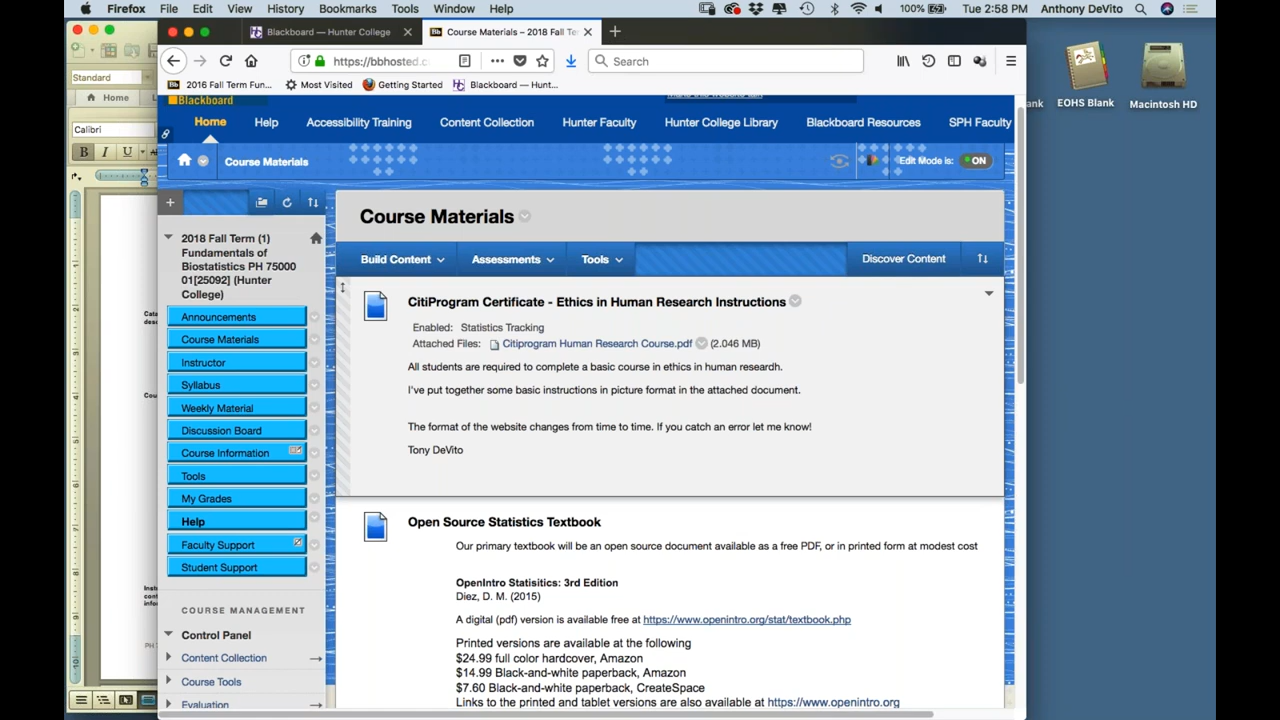 Firefox File Edit View History Bookmarks Tools Window Help 100% Tue 2:58 PM Anthony DeVito
Blackboard — Hunter College
Course Materials – 2018 Fall Te
Standard
https://bbhosted.c
Search
Home
2016 Fall Term Fun... Most Visited Getting Started Blackboard — Hunt...
EOHS Blank
Macintosh HD
Blackboard
Calibri
B I U
Home Help Accessibility Training Content Collection Hunter Faculty Hunter College Library Blackboard Resources SPH Faculty
Course Materials
Edit Mode is: ON
Course Materials
2018 Fall Term (1)
Fundamentals of
Biostatistics PH 75000
01[25092] (Hunter
College)
Build Content Assessments Tools Discover Content
Announcements
Course Materials
Instructor
Syllabus
Weekly Material
Discussion Board
Course Information
Tools
My Grades
Help
Faculty Support
Student Support
COURSE MANAGEMENT
Control Panel
Content Collection
Course Tools
Evaluation
CitiProgram Certificate - Ethics in Human Research Instructions
Enabled: Statistics Tracking
Attached Files: Citiprogram Human Research Course.pdf (2.046 MB)
All students are required to complete a basic course in ethics in human research.
I've put together some basic instructions in picture format in the attached document.
The format of the website changes from time to time. If you catch an error let me know!
Tony DeVito
Open Source Statistics Textbook
Our primary textbook will be an open source document available as a free PDF, or in printed form at modest cost
OpenIntro Statisitics: 3rd Edition
Diez, D. M. (2015)
A digital (pdf) version is available free at https://www.openintro.org/stat/textbook.php
Printed versions are available at the following
$24.99 full color hardcover, Amazon
$14.99 Black-and-white paperback, Amazon
$7.60 Black-and-white paperback, CreateSpace
Links to the printed and tablet versions are also available at https://www.openintro.org